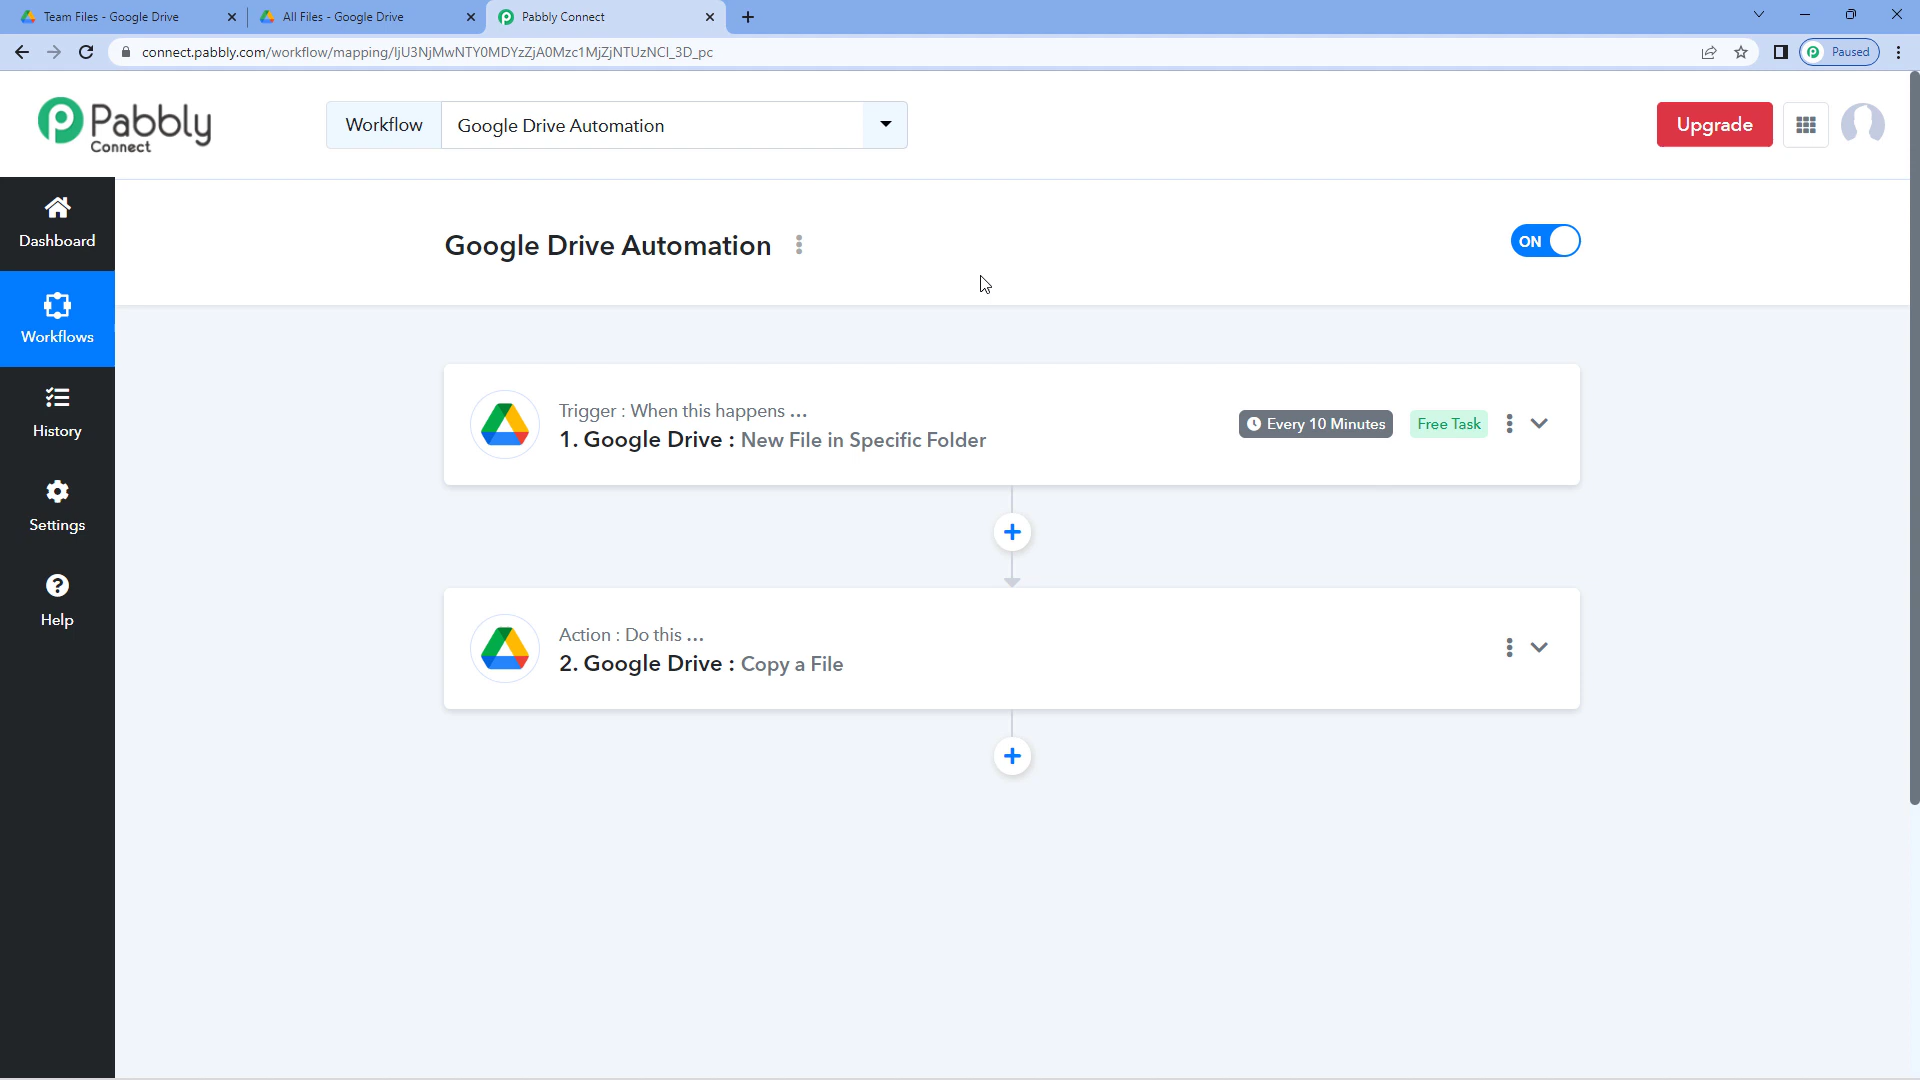 Team Files - Google Drive
All Files - Google Drive
Pabbly Connect
connect.pabbly.com/workflow/mapping/IjU3NjMwNTY0MDYzZjA0Mzc1MjZjNTUzNCI_3D_pc
Paused
Pabbly
Connect
Workflow
Google Drive Automation
Upgrade
Dashboard
Workflows
History
Settings
Help
Google Drive Automation
ON
Trigger : When this happens ...
1. Google Drive : New File in Specific Folder
Every 10 Minutes
Free Task
Action : Do this ...
2. Google Drive : Copy a File